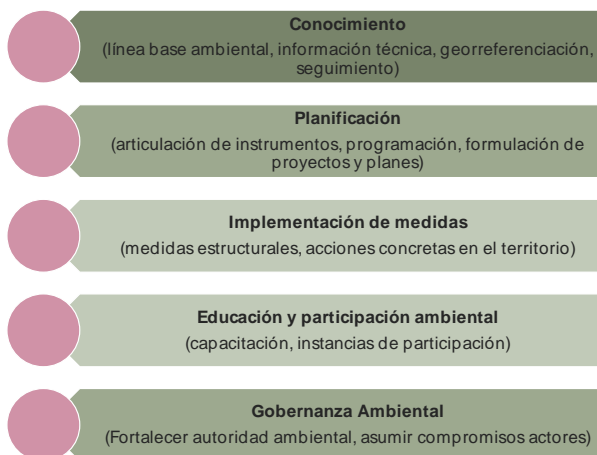 Conocimiento
(línea base ambiental, información técnica, georreferenciación,
seguimiento)
Planificación
(articulación de instrumentos, programación, formulación de
proyectos y planes)
Implementación de medidas
(medidas estructurales, acciones concretas en el territorio)
Educación y participación ambiental
(capacitación, instancias de participación)
Gobernanza Ambiental
(Fortalecer autoridad ambiental, asumir compromisos actores)